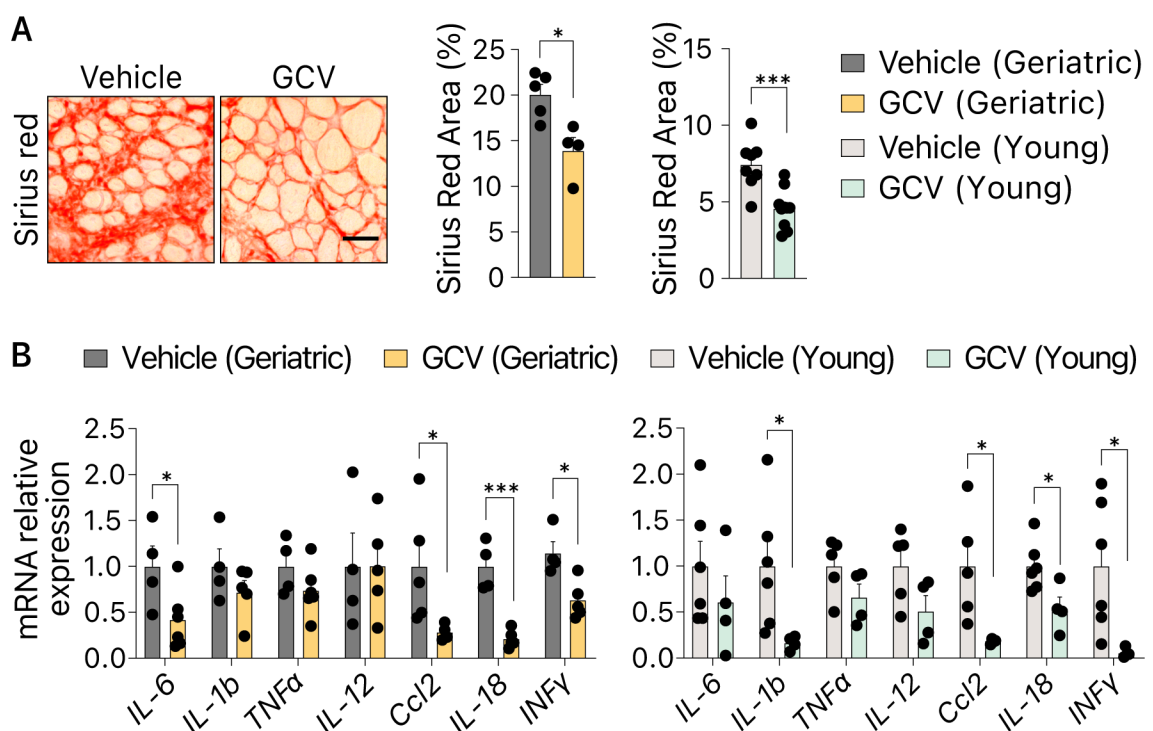 A
Vehicle GCV
Sirius red
Sirius Red Area (%)
25
20
15
10
5
0
*
Sirius Red Area (%)
15
10
5
0
***
Vehicle (Geriatric)
GCV (Geriatric)
Vehicle (Young)
GCV (Young)
B
Vehicle (Geriatric) GCV (Geriatric) Vehicle (Young) GCV (Young)
mRNA relative
expression
2.5
2.0
1.5
1.0
0.5
0.0
* * *** *
IL-6 IL-1b TNFα IL-12 Ccl2 IL-18 INFγ
2.5
2.0
1.5
1.0
0.5
0.0
* * * *
IL-6 IL-1b TNFα IL-12 Ccl2 IL-18 INFγ